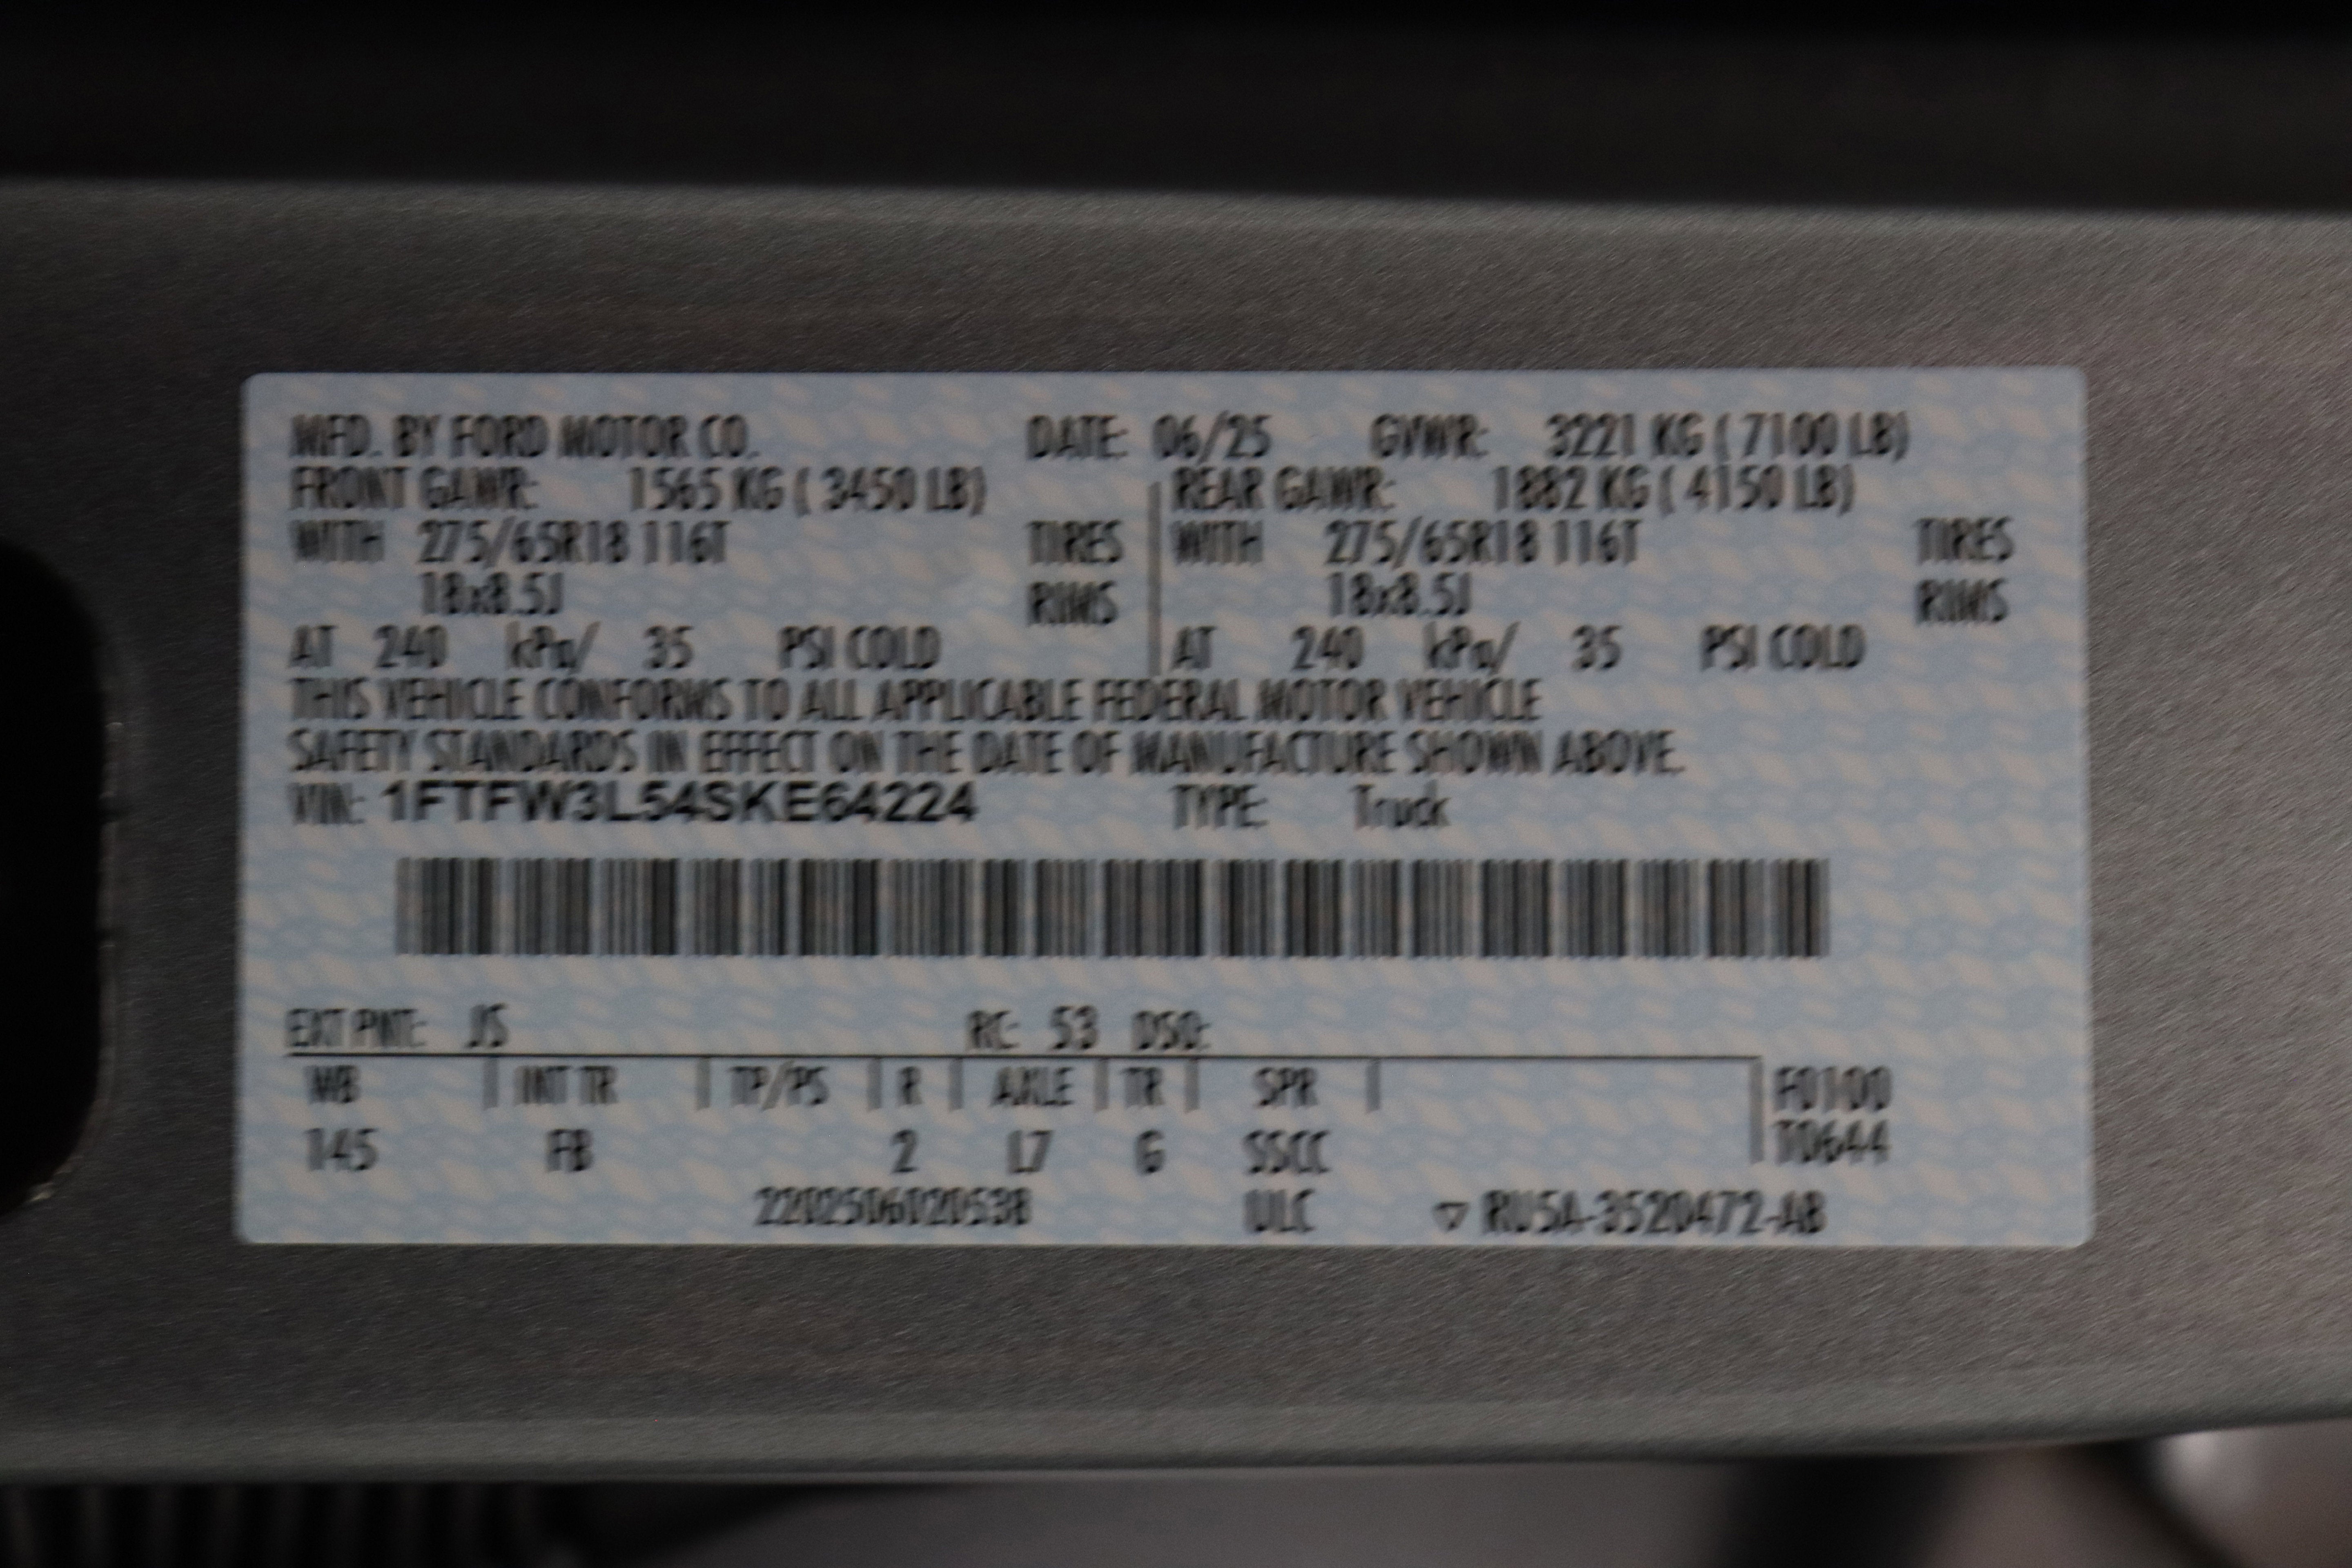 MFD. BY FORD MOTOR CO. DATE: 06/25 GVWR: 3221 KG ( 7100 LB)
FRONT GAWR: 1565 KG ( 3450 LB) REAR GAWR: 1882 KG ( 4150 LB)
WITH 275/65R18 116T TIRES WITH 275/65R18 116T TIRES
18x8.5J RIMS 18x8.5J RIMS
AT 240 kPa/ 35 PSI COLD AT 240 kPa/ 35 PSI COLD
THIS VEHICLE CONFORMS TO ALL APPLICABLE FEDERAL MOTOR VEHICLE
SAFETY STANDARDS IN EFFECT ON THE DATE OF MANUFACTURE SHOWN ABOVE.
VIN: 1FTFW3L54SKE64224 TYPE: Truck
EXT PNT: JS RC: 53 DSO:
WB INT TR TP/PS R AXLE TR SPR F0100
145 FB 2 L7 G SSCC T0644
220250602053B ULC ▽ RU5A-3520472-AB